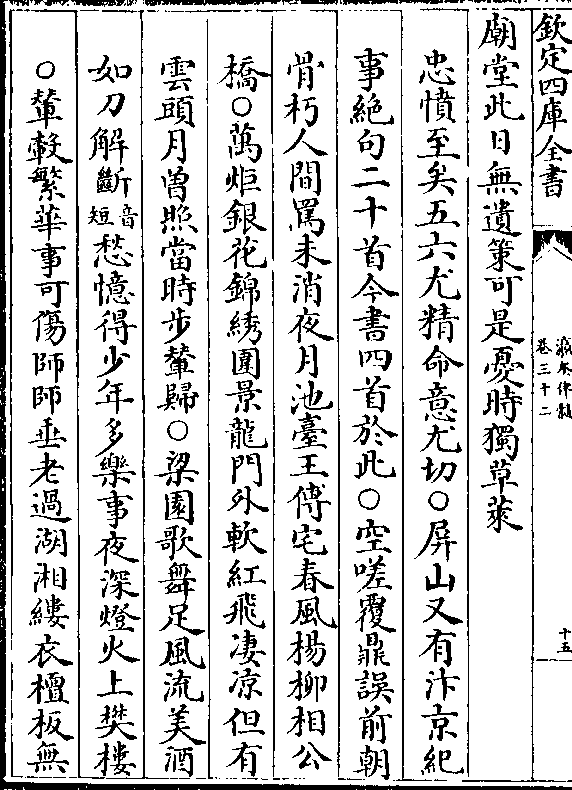 欽定四庫全書
瀛奎律髓
卷三十二
十五
廟堂此日無遺策可是憂時獨草萊
忠憤至矣五六尤精命意尤切○屏山又有汴京紀
事絶句二十首今書四首於此○空嗟覆鼎誤前朝
骨朽人間罵未消夜月池臺王傅宅春風楊柳相公
橋○萬炬銀花錦綉圍景龍門外軟紅飛凄凉但有
雲頭月曽照當時步輦歸○梁園歌舞足風流美酒
如刀解斷音短愁憶得少年多樂事夜深燈火上樊樓
○輦轂繁華事可傷師師垂老過湖湘縷衣檀板無